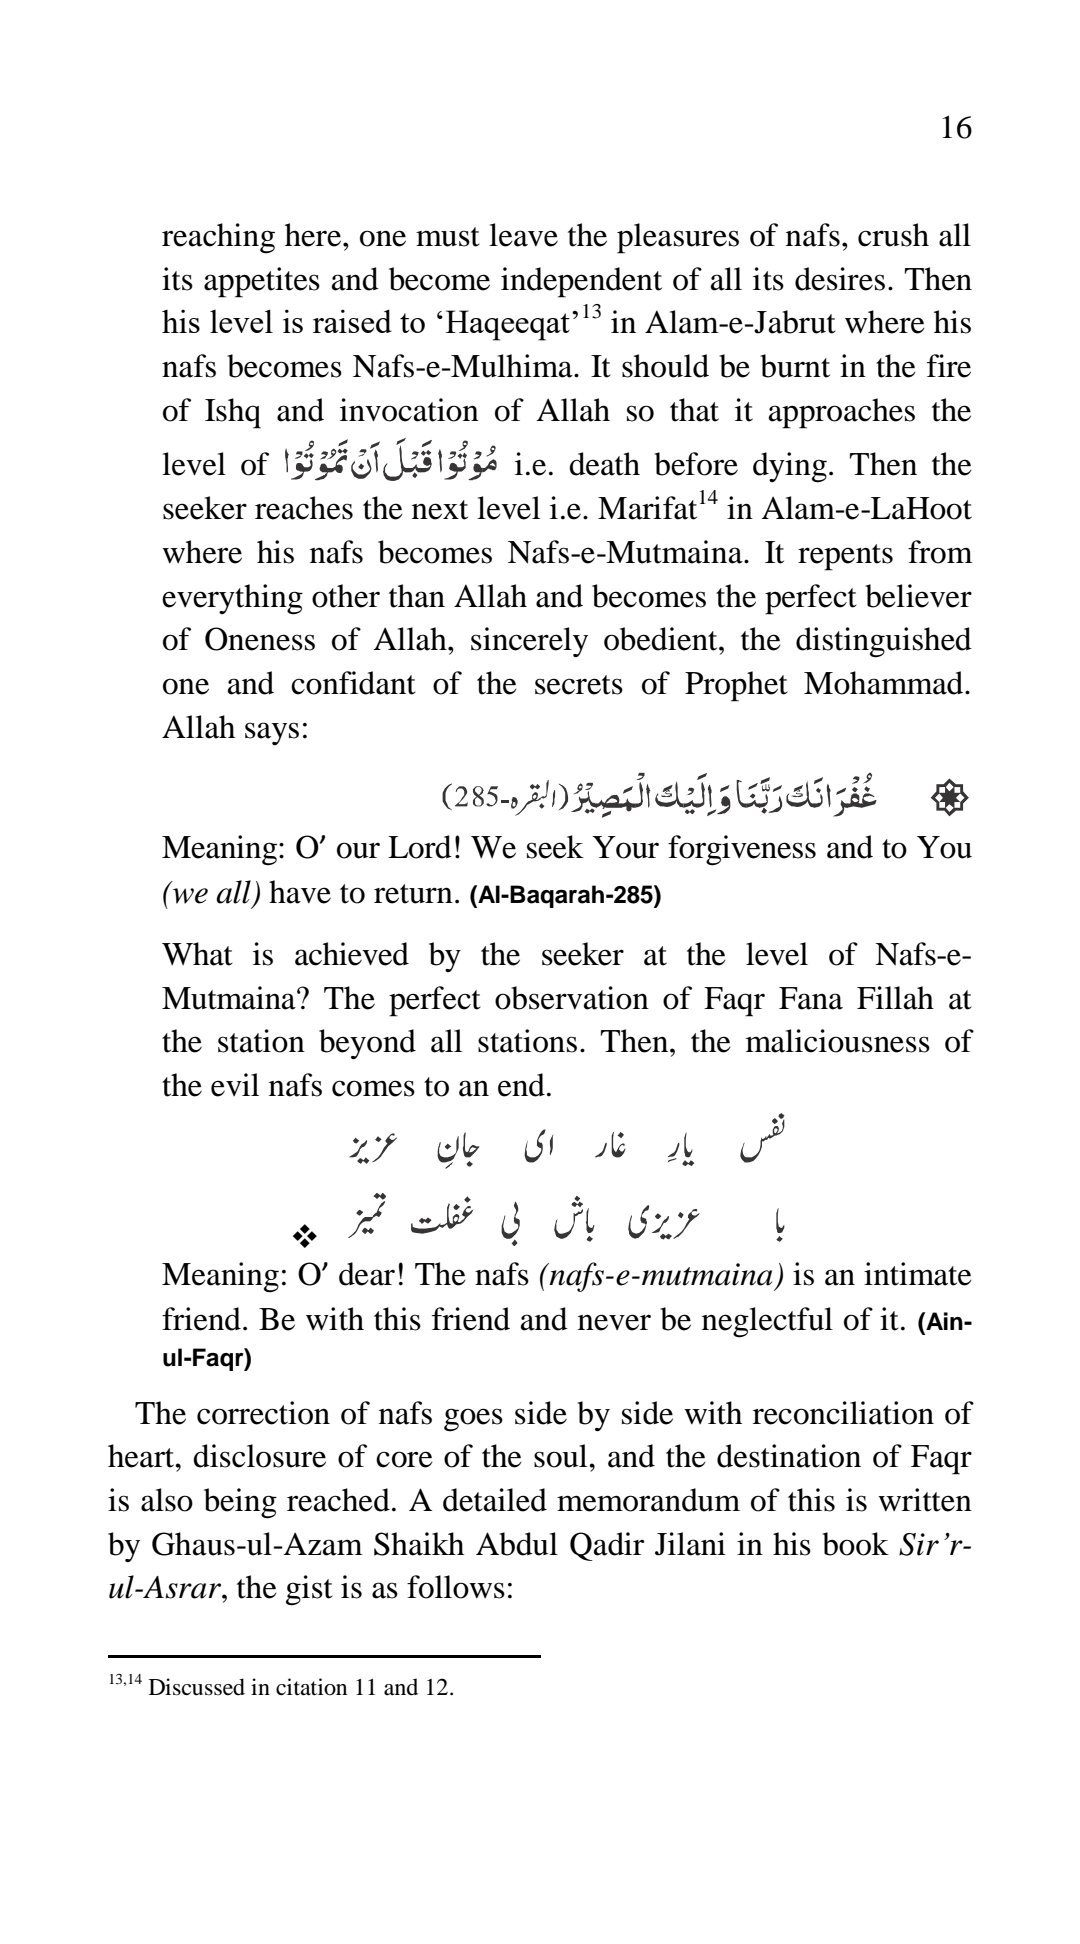 16
reaching here, one must leave the pleasures of nafs, crush all
its appetites and become independent of all its desires. Then
his level is raised to ‘Haqeeqat’13 in Alam-e-Jabrut where his
nafs becomes Nafs-e-Mulhima. It should be burnt in the fire
of Ishq and invocation of Allah so that it approaches the
level of مُوْتُوْا قَبْلَ اَنْ تَمُوْتُوْا i.e. death before dying. Then the
seeker reaches the next level i.e. Marifat14 in Alam-e-LaHoot
where his nafs becomes Nafs-e-Mutmaina. It repents from
everything other than Allah and becomes the perfect believer
of Oneness of Allah, sincerely obedient, the distinguished
one and confidant of the secrets of Prophet Mohammad.
Allah says:
غُفْرَانَكَ رَبَّنَا وَ اِلَيْكَ الْمَصِيْرُ (البقرہ-285)
Meaning: O’ our Lord! We seek Your forgiveness and to You
(we all) have to return. (Al-Baqarah-285)
What is achieved by the seeker at the level of Nafs-e-
Mutmaina? The perfect observation of Faqr Fana Fillah at
the station beyond all stations. Then, the maliciousness of
the evil nafs comes to an end.
نفس یارِ غار ای جانِ عزیز
با عزیزی باش بی غفلت تمیز
Meaning: O’ dear! The nafs (nafs-e-mutmaina) is an intimate
friend. Be with this friend and never be neglectful of it. (Ain-
ul-Faqr)
The correction of nafs goes side by side with reconciliation of
heart, disclosure of core of the soul, and the destination of Faqr
is also being reached. A detailed memorandum of this is written
by Ghaus-ul-Azam Shaikh Abdul Qadir Jilani in his book Sir’r-
ul-Asrar, the gist is as follows:
13,14 Discussed in citation 11 and 12.